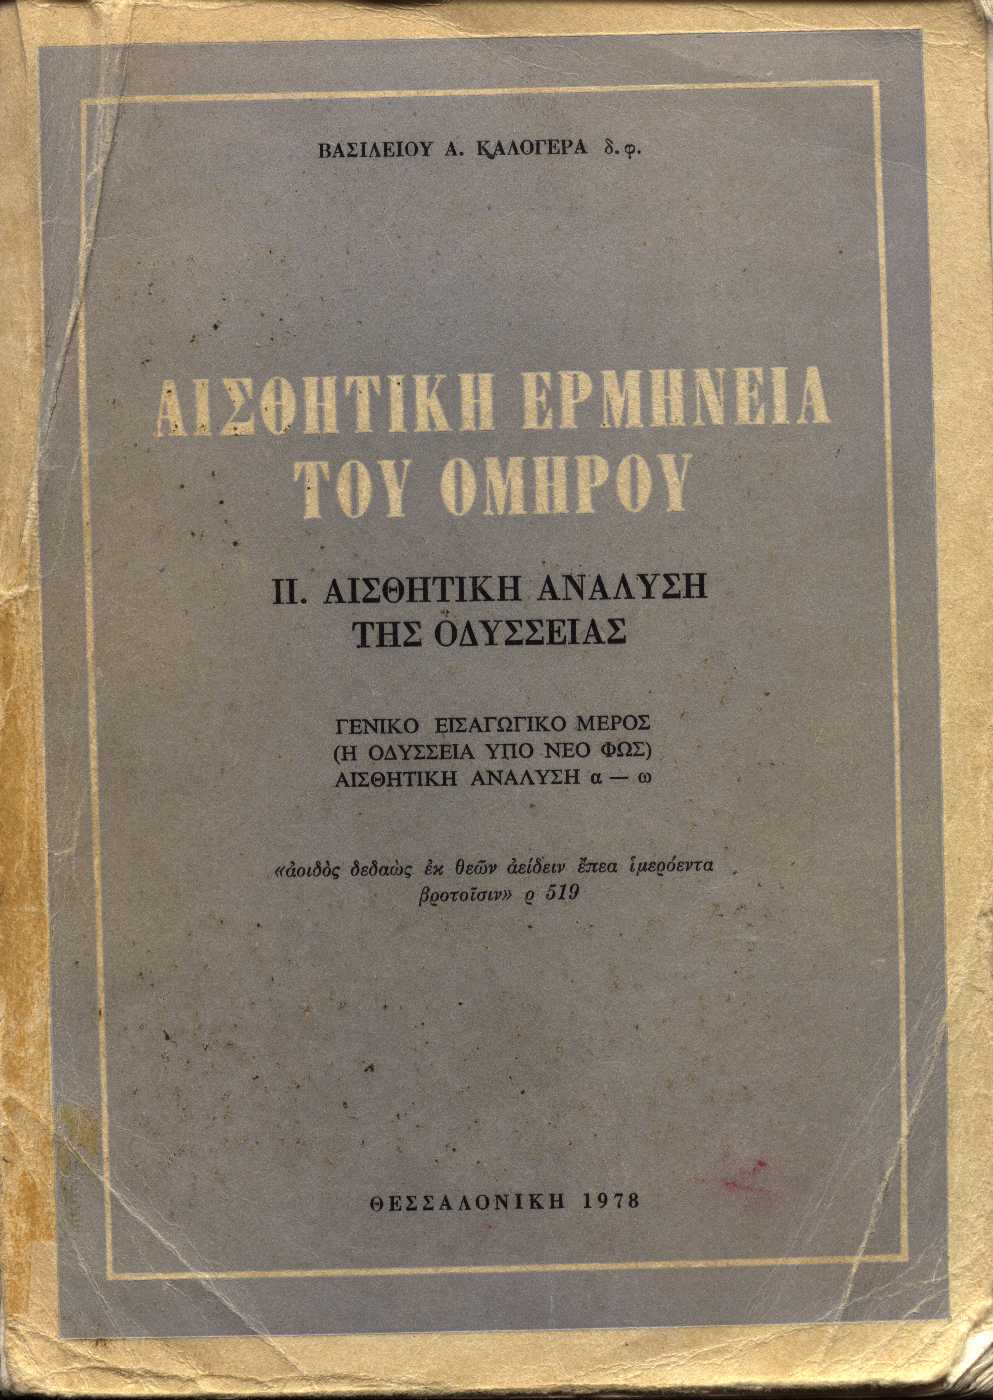 ΒΑΣΙΛΕΙΟΥ Α. ΚΑΛΟΓΕΡΑ δ. φ.
ΑΙΣΘΗΤΙΚΗ ΕΡΜΗΝΕΙΑ
ΤΟΥ ΟΜΗΡΟΥ
ΙΙ. ΑΙΣΘΗΤΙΚΗ ΑΝΑΛΥΣΗ
ΤΗΣ ΟΔΥΣΣΕΙΑΣ
ΓΕΝΙΚΟ ΕΙΣΑΓΩΓΙΚΟ ΜΕΡΟΣ
(Η ΟΔΥΣΣΕΙΑ ΥΠΟ ΝΕΟ ΦΩΣ)
ΑΙΣΘΗΤΙΚΗ ΑΝΑΛΥΣΗ α — ω
«ἀοιδὸς δεδαὼς ἐκ θεῶν ἀείδειν ἔπεα ἱμερόεντα
βροτοῖσιν» ρ 519
ΘΕΣΣΑΛΟΝΙΚΗ 1978